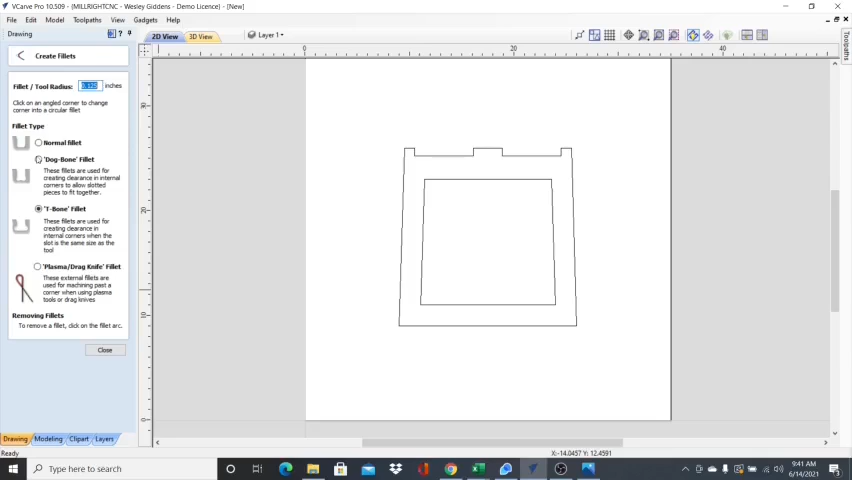 VCarve Pro 10.509 - (MILLRIGHTCNC - Wesley Giddens - Demo Licence) - [New]
File Edit Model Toolpaths View Gadgets Help
Drawing
2D View 3D View Layer 1
Create Fillets
Fillet / Tool Radius: 0.125 inches
Click on an angled corner to change
corner into a circular fillet
Fillet Type
Normal fillet
'Dog-Bone' Fillet
These fillets are used for
creating clearance in internal
corners to allow slotted
pieces to fit together.
'T-Bone' Fillet
These fillets are used for
creating clearance in
internal corners when the
slot is the same size as the
tool
'Plasma/Drag Knife' Fillet
These external fillets are
used for machining past a
corner when using plasma
tools or drag knives
Removing Fillets
To remove a fillet, click on the fillet arc.
Close
0
20
30
20
10
0
Toolpaths
Drawing Modeling Clipart Layers
Ready
X:-14.0457 Y: 12.4591
Type here to search
9:41 AM
6/14/2021
3